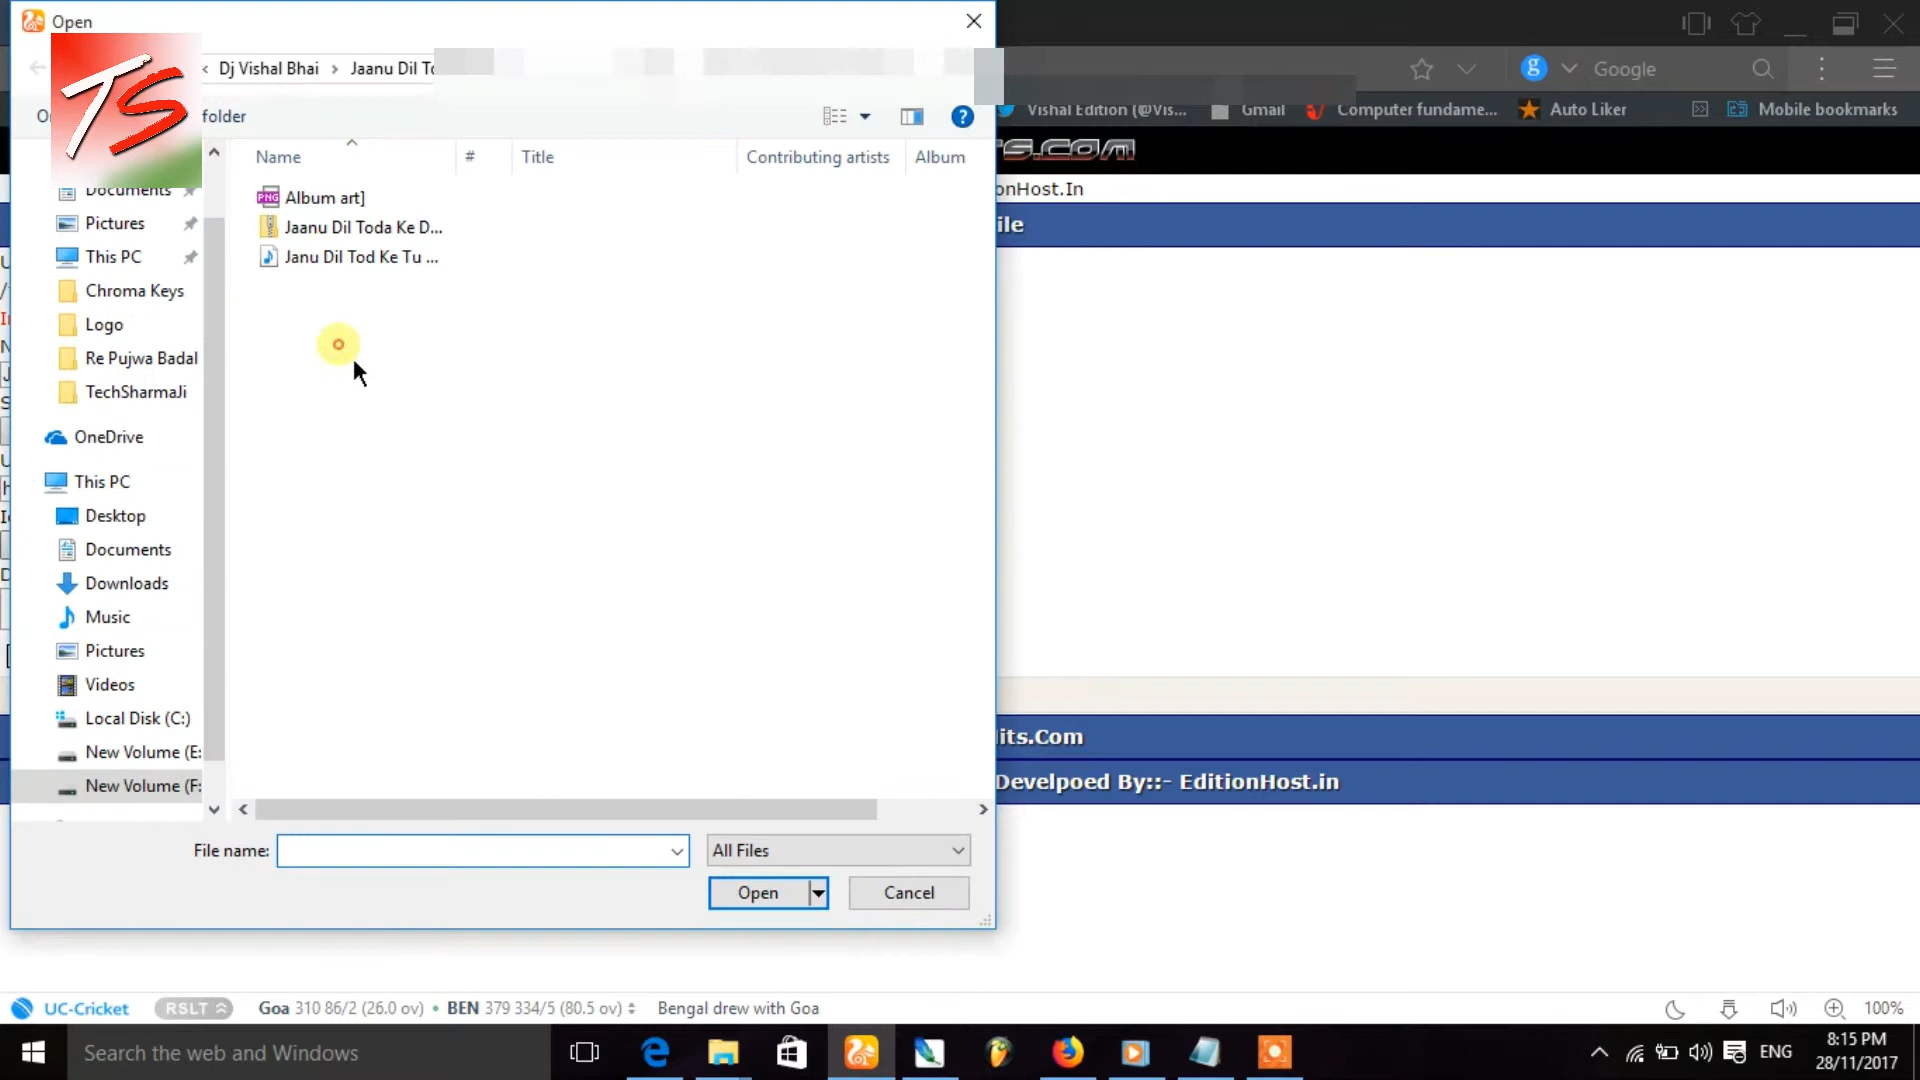 Open
TS
Dj Vishal Bhai > Jaanu Dil To
folder
Name
#
Title
Contributing artists
Album
Documents
Pictures
This PC
Chroma Keys
Logo
Re Pujwa Badal
TechSharmaJi
OneDrive
This PC
Desktop
Documents
Downloads
Music
Pictures
Videos
Local Disk (C:)
New Volume (E:
New Volume (F:
Album art]
Jaanu Dil Toda Ke D...
Janu Dil Tod Ke Tu ...
File name:
All Files
Open
Cancel
Google
Vishal Edition (@Vis...
Gmail
Computer fundame...
Auto Liker
Mobile bookmarks
S.COM
onHost.In
ile
its.Com
Develpoed By::- EditionHost.in
UC-Cricket
RSLT
Goa 310 86/2 (26.0 ov) • BEN 379 334/5 (80.5 ov)
Bengal drew with Goa
100%
Search the web and Windows
ENG
8:15 PM
28/11/2017